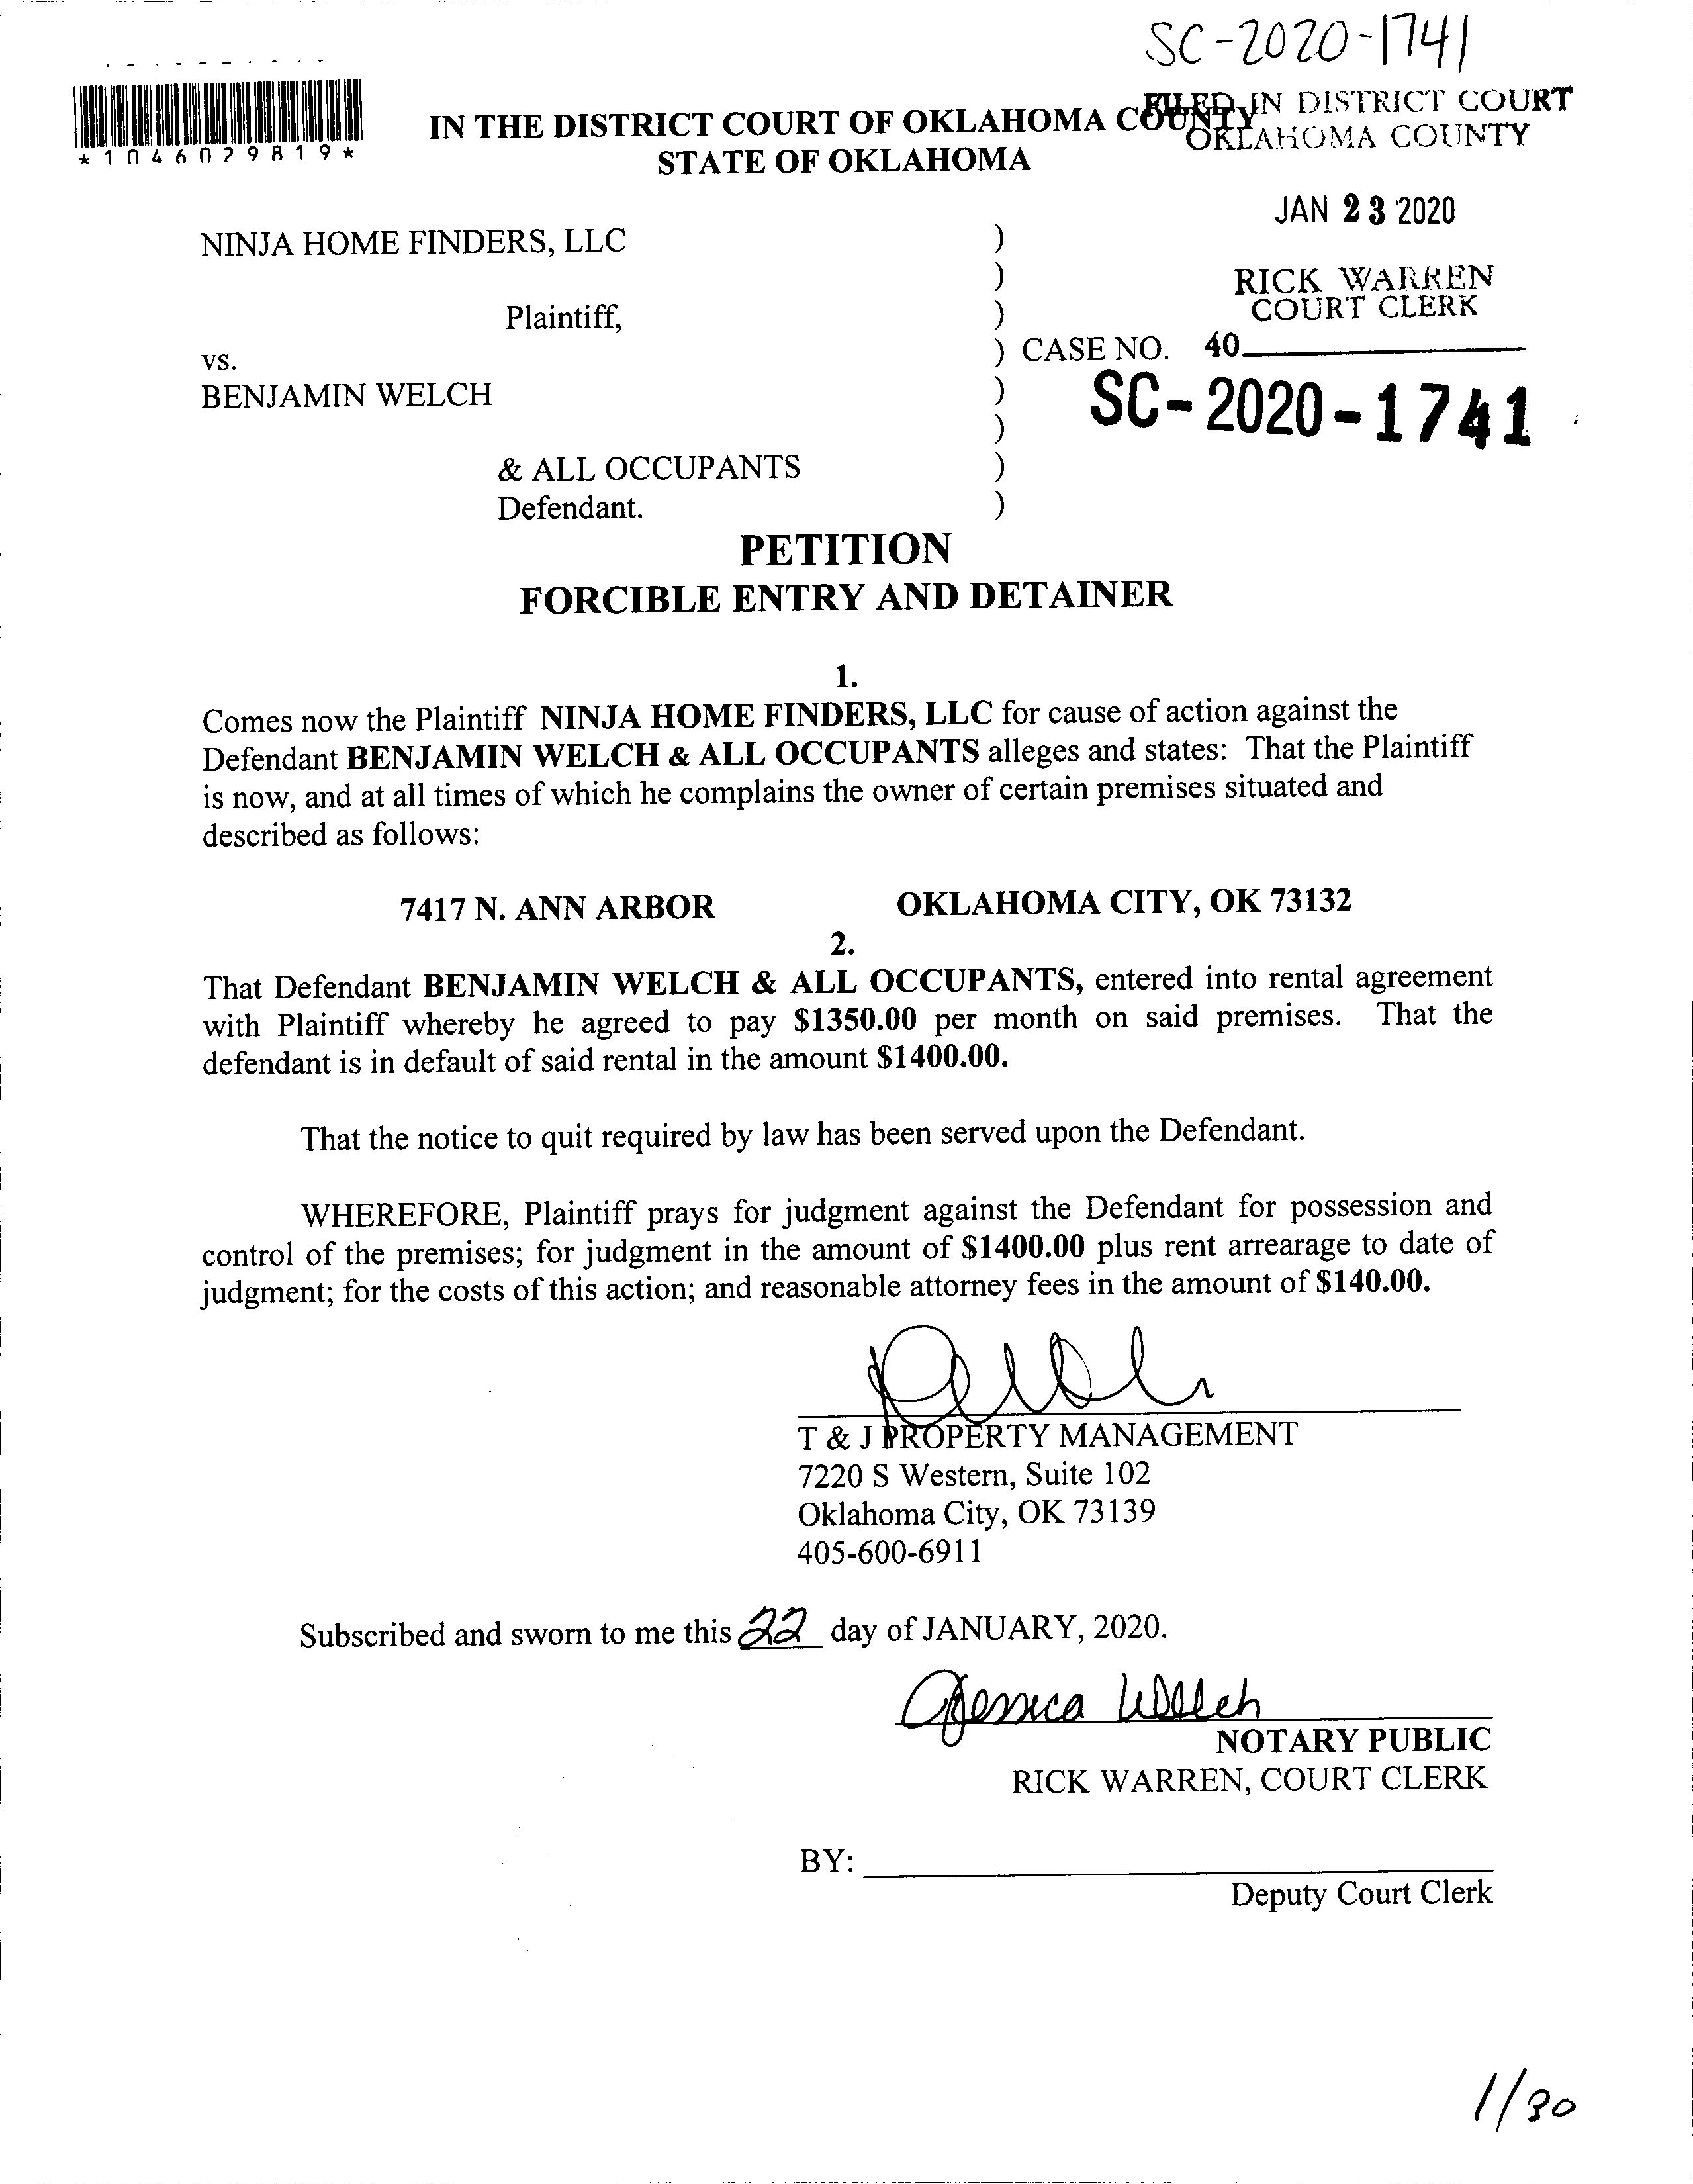 SC-2020-1741
*1046029819*
IN THE DISTRICT COURT OF OKLAHOMA COUNTY
STATE OF OKLAHOMA
FILED IN DISTRICT COURT
OKLAHOMA COUNTY
JAN 23 2020
RICK WARREN
COURT CLERK
40
NINJA HOME FINDERS, LLC )
)
Plaintiff, )
vs. ) CASE NO.
BENJAMIN WELCH )
SC-2020-1741
)
& ALL OCCUPANTS )
Defendant. )
PETITION
FORCIBLE ENTRY AND DETAINER
1.
Comes now the Plaintiff NINJA HOME FINDERS, LLC for cause of action against the
Defendant BENJAMIN WELCH & ALL OCCUPANTS alleges and states: That the Plaintiff
is now, and at all times of which he complains the owner of certain premises situated and
described as follows:
7417 N. ANN ARBOR OKLAHOMA CITY, OK 73132
2.
That Defendant BENJAMIN WELCH & ALL OCCUPANTS, entered into rental agreement
with Plaintiff whereby he agreed to pay $1350.00 per month on said premises. That the
defendant is in default of said rental in the amount $1400.00.
That the notice to quit required by law has been served upon the Defendant.
WHEREFORE, Plaintiff prays for judgment against the Defendant for possession and
control of the premises; for judgment in the amount of $1400.00 plus rent arrearage to date of
judgment; for the costs of this action; and reasonable attorney fees in the amount of $140.00.
T & J PROPERTY MANAGEMENT
7220 S Western, Suite 102
Oklahoma City, OK 73139
405-600-6911
Subscribed and sworn to me this 22 day of JANUARY, 2020.
Jessica Welch
NOTARY PUBLIC
RICK WARREN, COURT CLERK
BY:
Deputy Court Clerk
1/30